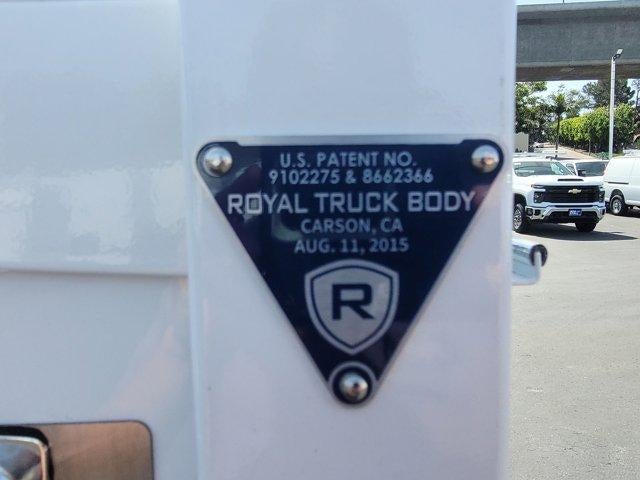 U.S. PATENT NO.
9102275 & 8662366
ROYAL TRUCK BODY
CARSON, CA
AUG. 11, 2015
R